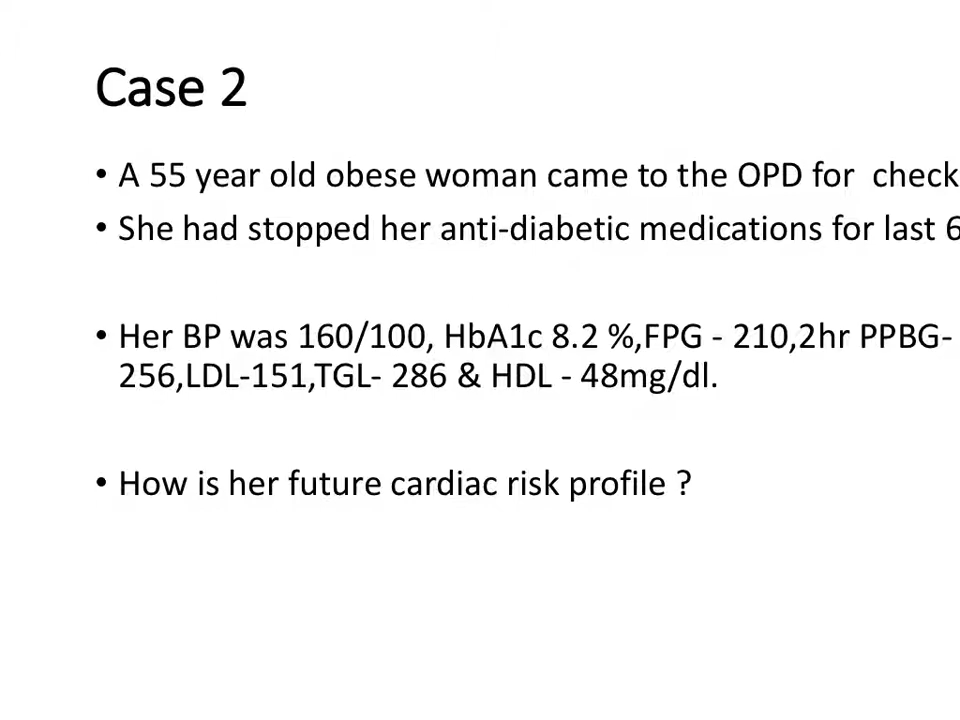 Case 2
• A 55 year old obese woman came to the OPD for check
• She had stopped her anti-diabetic medications for last 6
• Her BP was 160/100, HbA1c 8.2 %,FPG - 210,2hr PPBG-
256,LDL-151,TGL- 286 & HDL - 48mg/dl.
• How is her future cardiac risk profile ?